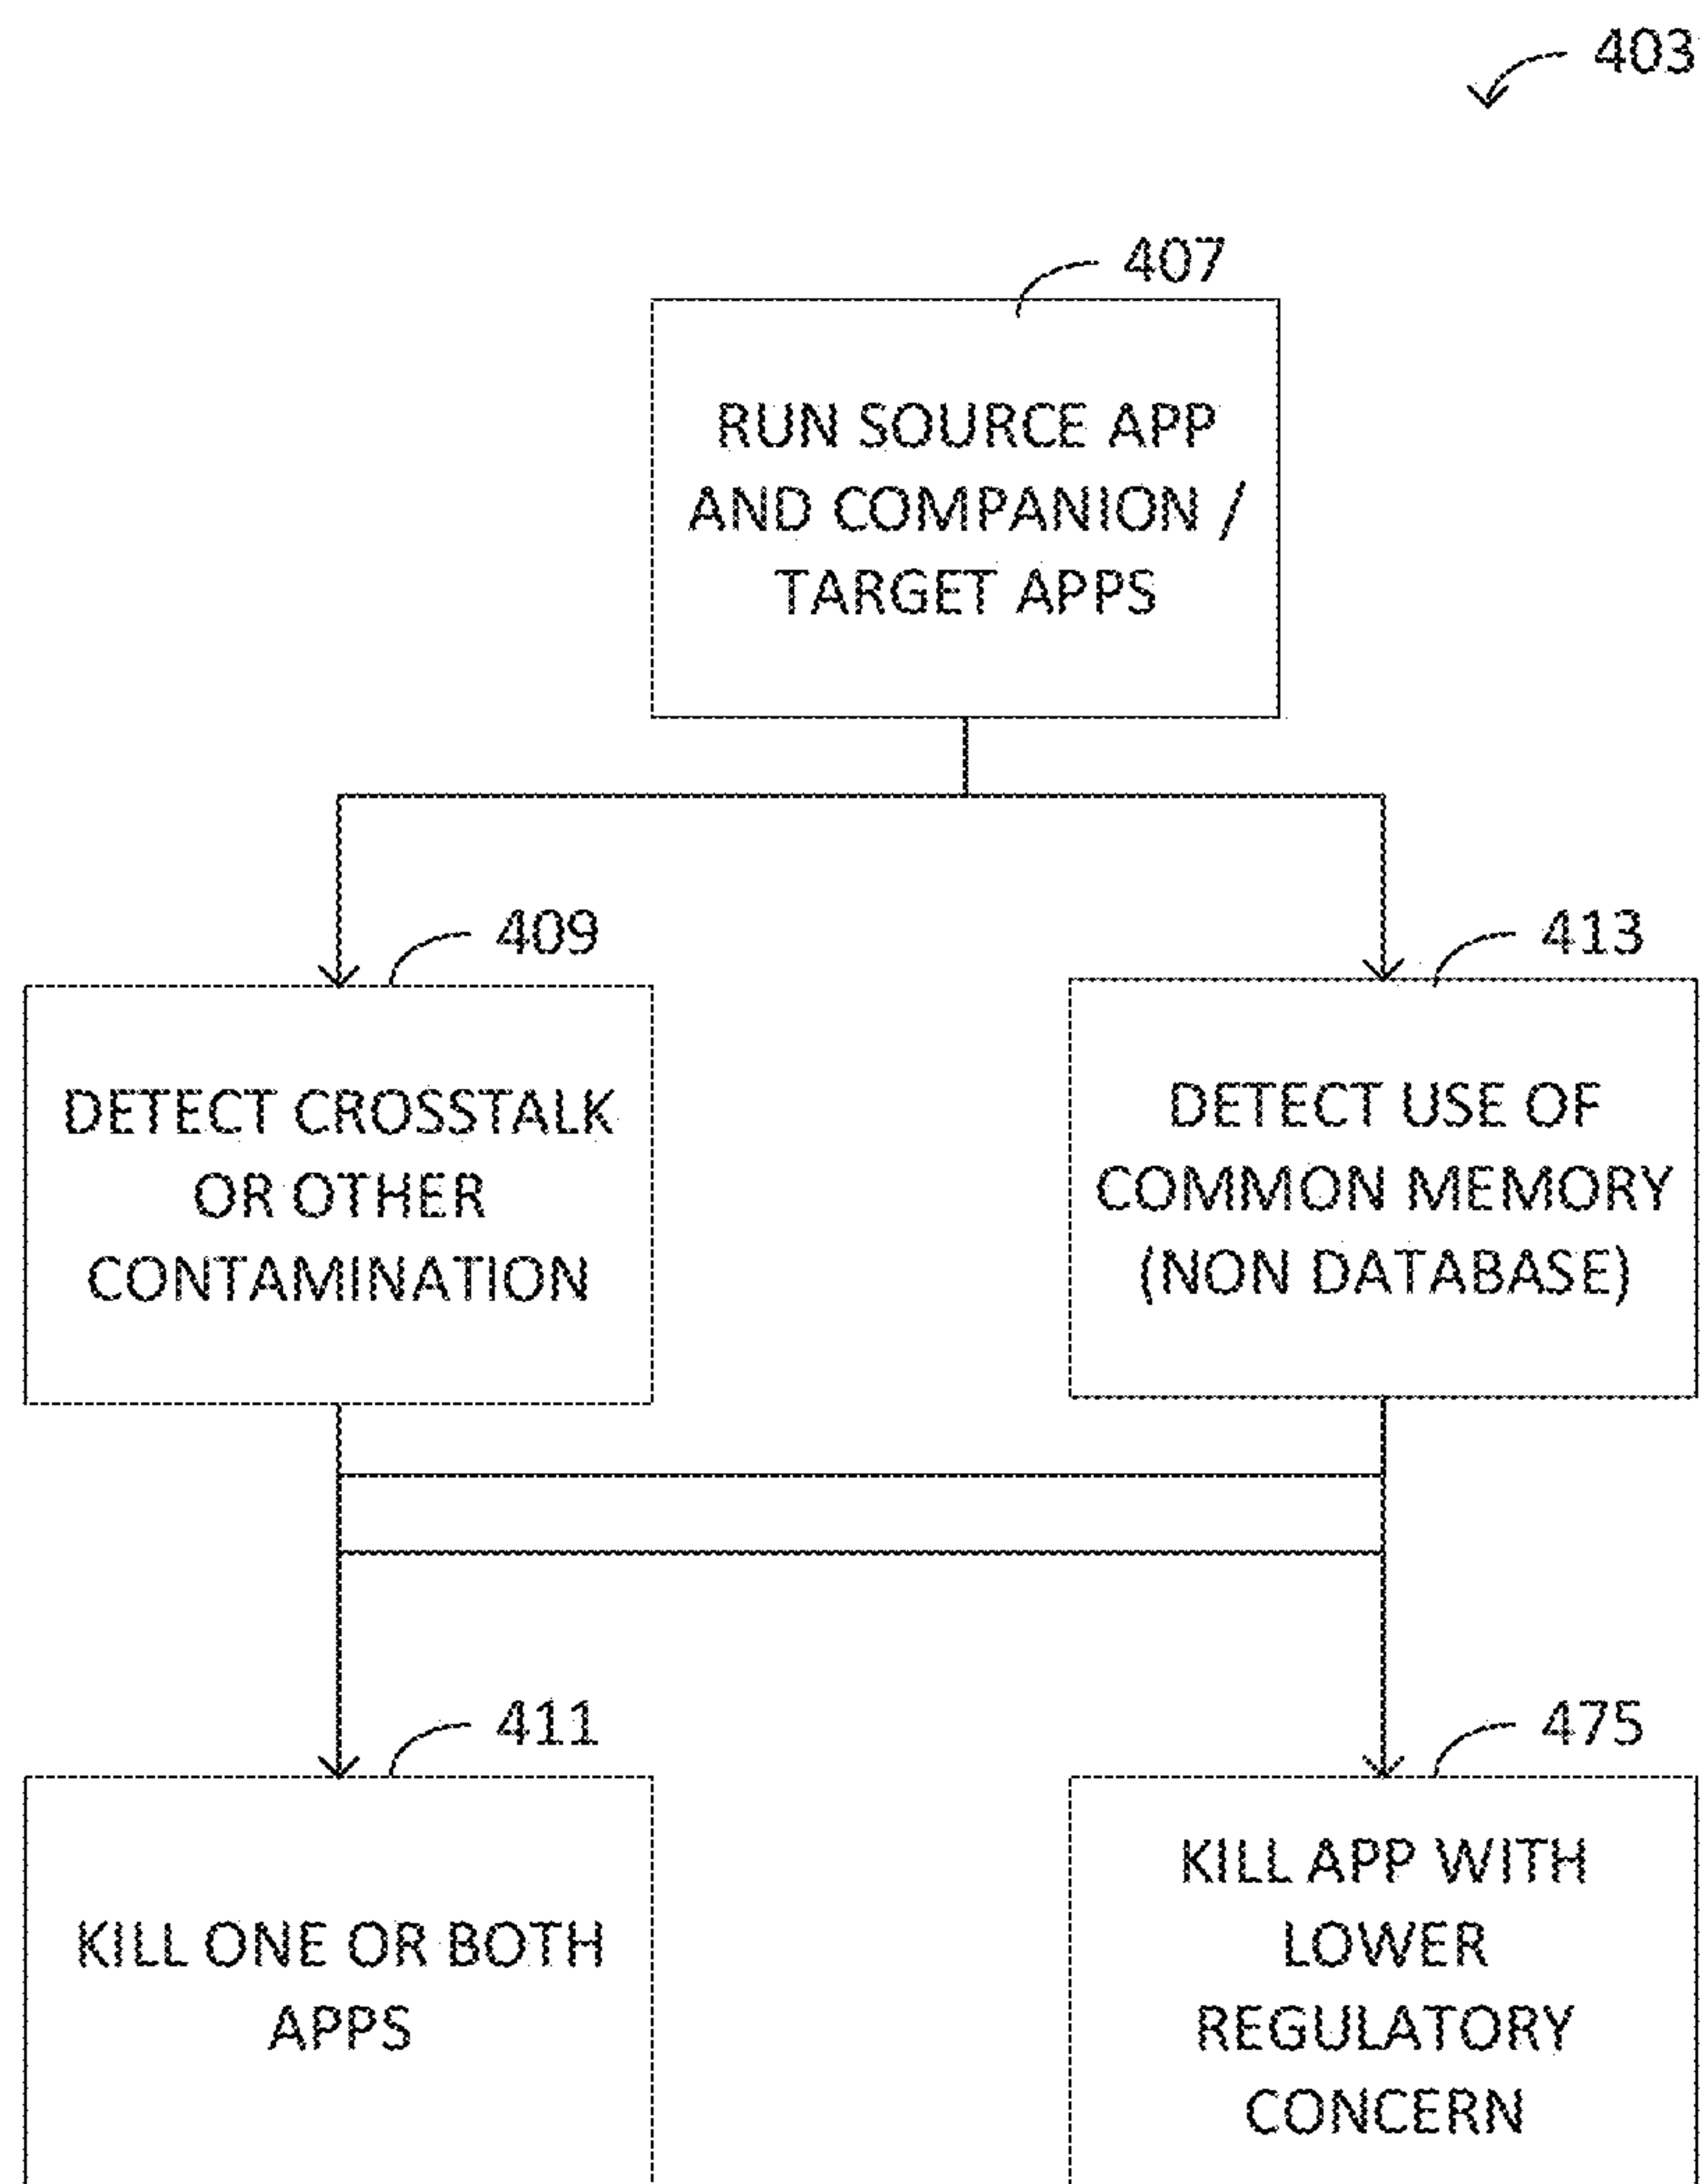 403
407
RUN SOURCE APP
AND COMPANION /
TARGET APPS
409
DETECT CROSSTALK
OR OTHER
CONTAMINATION
413
DETECT USE OF
COMMON MEMORY
(NON DATABASE)
411
KILL ONE OR BOTH
APPS
475
KILL APP WITH
LOWER
REGULATORY
CONCERN